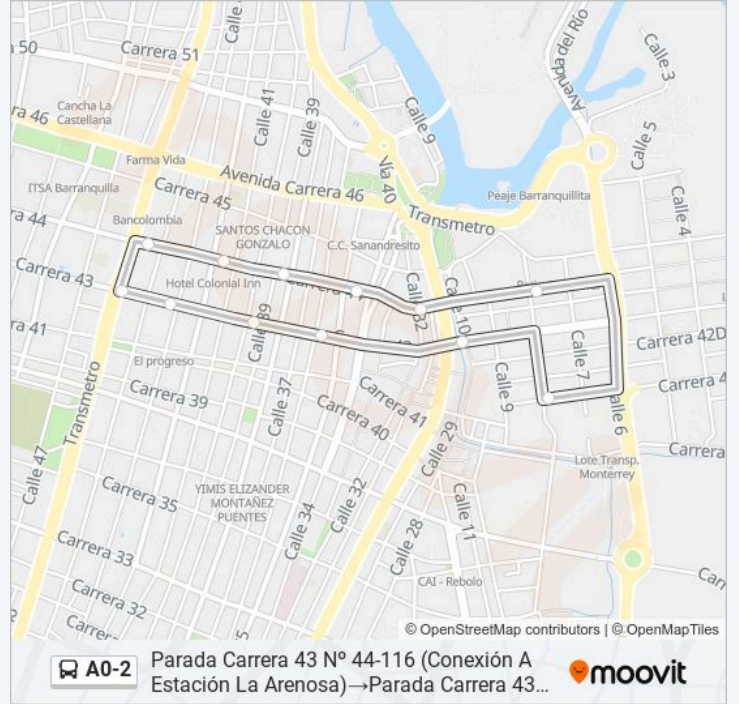 Calle
Calle 3
a 50
Carrera 51
Avenida del Río
Cancha La
Castellana
ra 46
Calle 41
Calle 39
Calle 9
Calle 5
Farma Vida
Avenida Carrera 46
Vía 40
ITSA Barranquilla
Carrera 45
Peaje Barranquillita
Calle 4
Transmetro
ra 44
Bancolombia
SANTOS CHACON
GONZALO
C.C. Sanandresito
Carrera 43
Hotel Colonial Inn
Calle 10
ra 41
Calle 7
Carrera 42D
El progreso
Calle 9
Carrera 4
Transmetro
Carrera 39
Calle 37
Carrera 41
Carrera 40
Calle 6
Calle 29
Carrera
Calle 47
Lote Transp.
Monterrey
Carrera 35
YIMIS ELIZANDER
MONTAÑEZ
PUENTES
Calle 34
Calle 32
Calle 11
Calle 28
Carrera 33
CAI - Rebolo
Carrera 32
© OpenStreetMap contributors | © OpenMapTiles
A0-2
Parada Carrera 43 Nº 44-116 (Conexión A
Estación La Arenosa)→Parada Carrera 43...
moovit